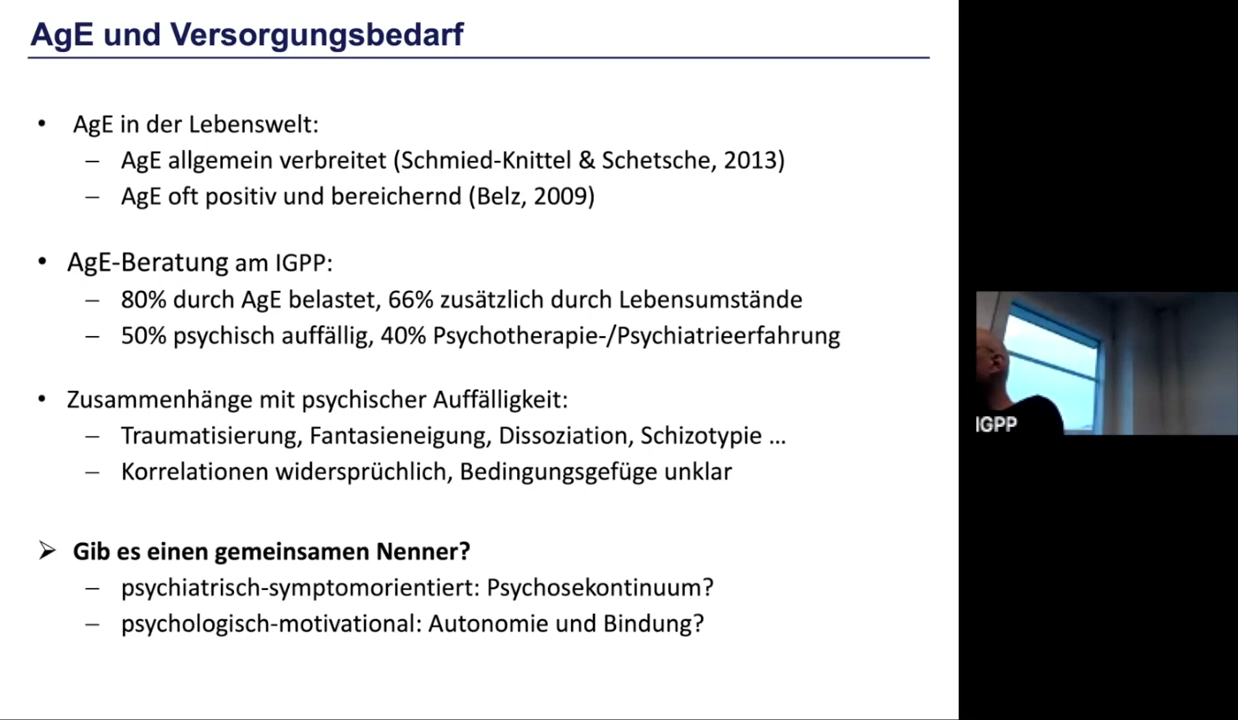 AgE und Versorgungsbedarf
• AgE in der Lebenswelt:
– AgE allgemein verbreitet (Schmied-Knittel & Schetsche, 2013)
– AgE oft positiv und bereichernd (Belz, 2009)
• AgE-Beratung am IGPP:
– 80% durch AgE belastet, 66% zusätzlich durch Lebensumstände
– 50% psychisch auffällig, 40% Psychotherapie-/Psychiatrieerfahrung
• Zusammenhänge mit psychischer Auffälligkeit:
– Traumatisierung, Fantasieneigung, Dissoziation, Schizotypie ...
– Korrelationen widersprüchlich, Bedingungsgefüge unklar
➢ Gib es einen gemeinsamen Nenner?
– psychiatrisch-symptomorientiert: Psychosekontinuum?
– psychologisch-motivational: Autonomie und Bindung?
IGPP